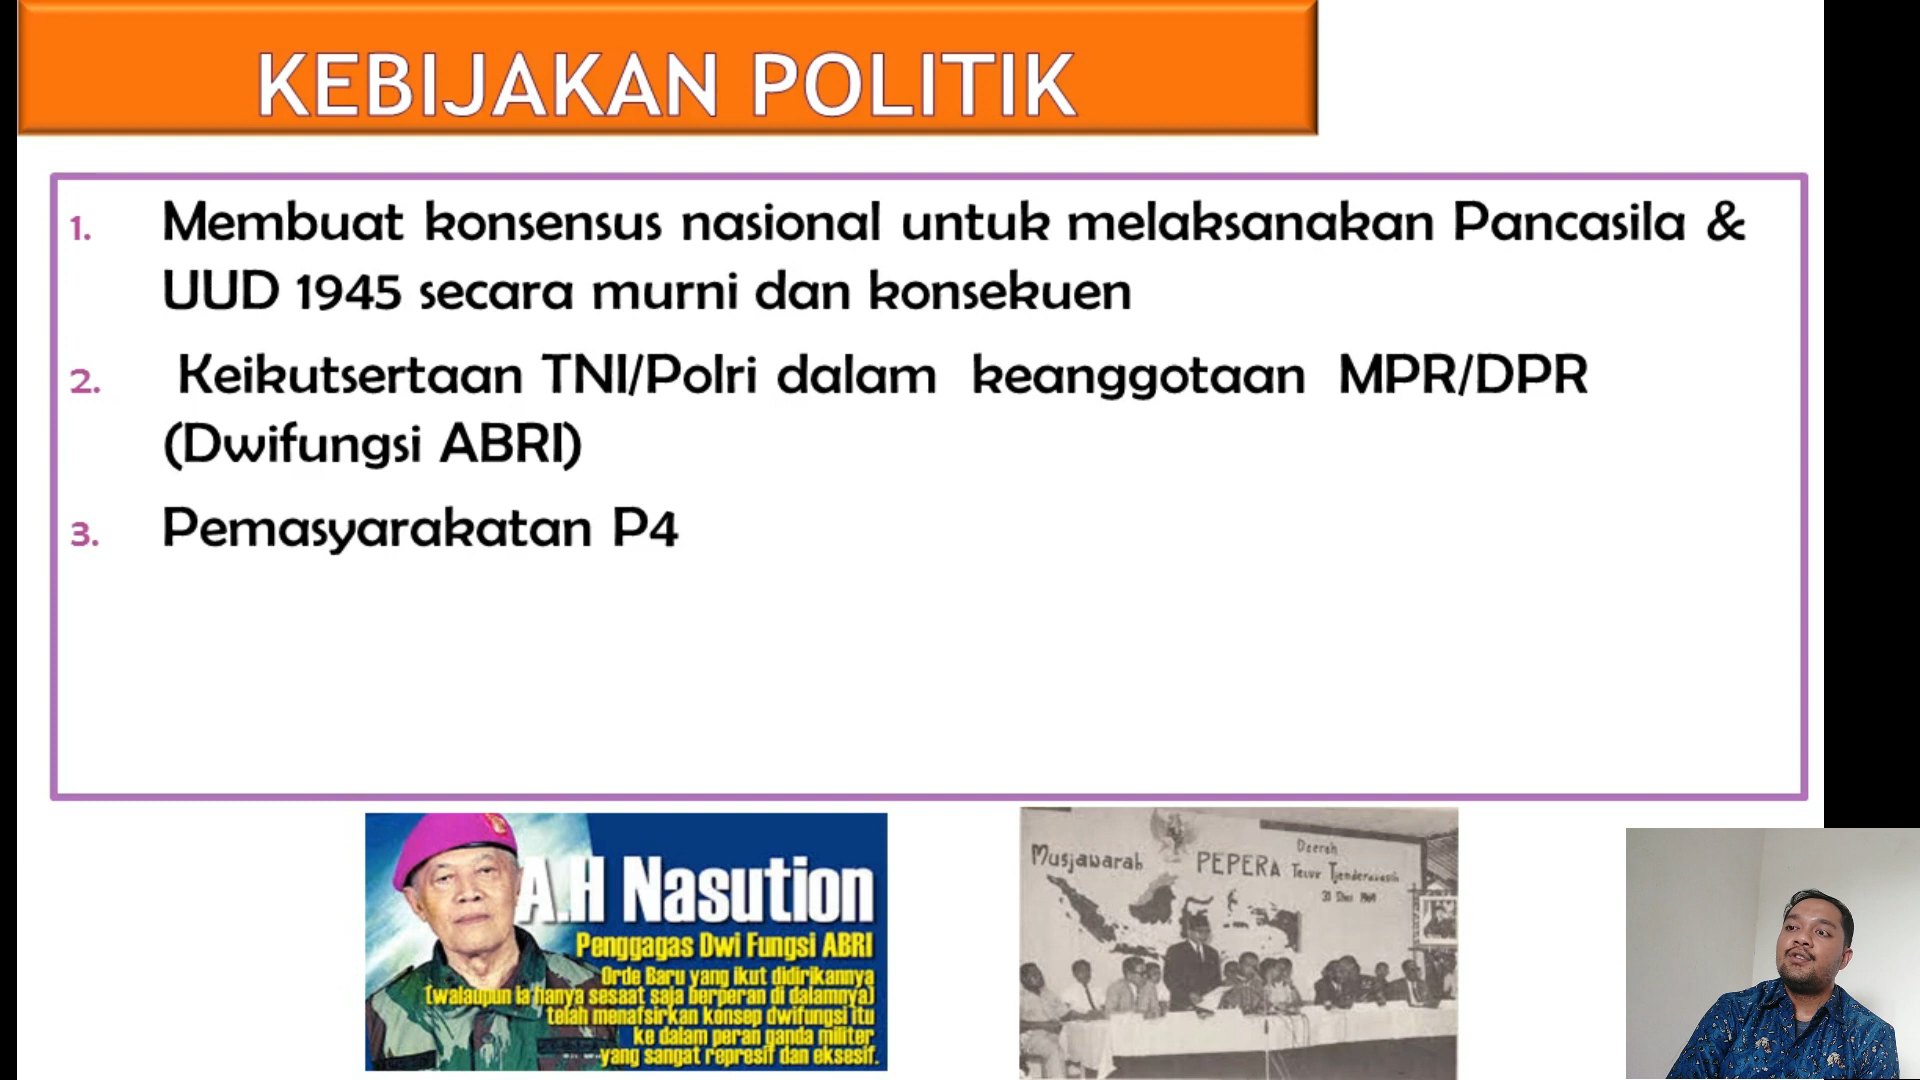 KEBIJAKAN POLITIK
1. Membuat konsensus nasional untuk melaksanakan Pancasila &
UUD 1945 secara murni dan konsekuen
2. Keikutsertaan TNI/Polri dalam keanggotaan MPR/DPR
(Dwifungsi ABRI)
3. Pemasyarakatan P4
A.H Nasution
Penggagas Dwi Fungsi ABRI
Orde Baru yang ikut didirikannya
(walaupun ia hanya sesaat saja berperan di dalamnya)
telah menafsirkan konsep dwifungsi itu
ke dalam peran ganda militer
yang sangat represif dan eksesif.
Musjawarah PEPERA Daerah